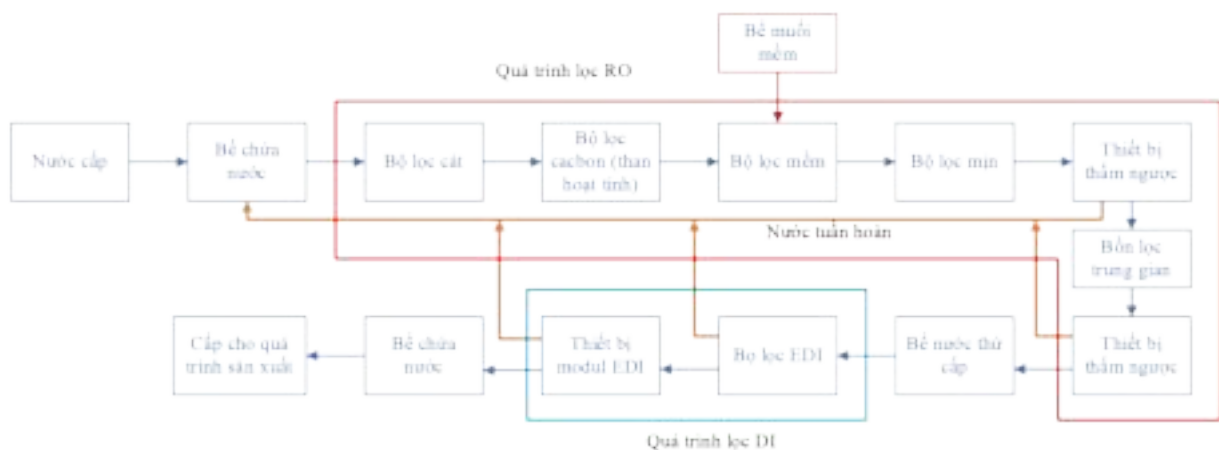 Bể muối
mềm
Quá trình lọc RO
Nước cấp
Bể chứa
nước
Bộ lọc cát
Bộ lọc
cacbon (than
hoạt tính)
Bộ lọc mềm
Bộ lọc mịn
Thiết bị
thẩm ngược
Nước tuần hoàn
Bồn lọc
trung gian
Cấp cho quá
trình sản xuất
Bể chứa
nước
Thiết bị
modul EDI
Bọ lọc EDI
Bể nước thứ
cấp
Thiết bị
thẩm ngược
Quá trình lọc DI